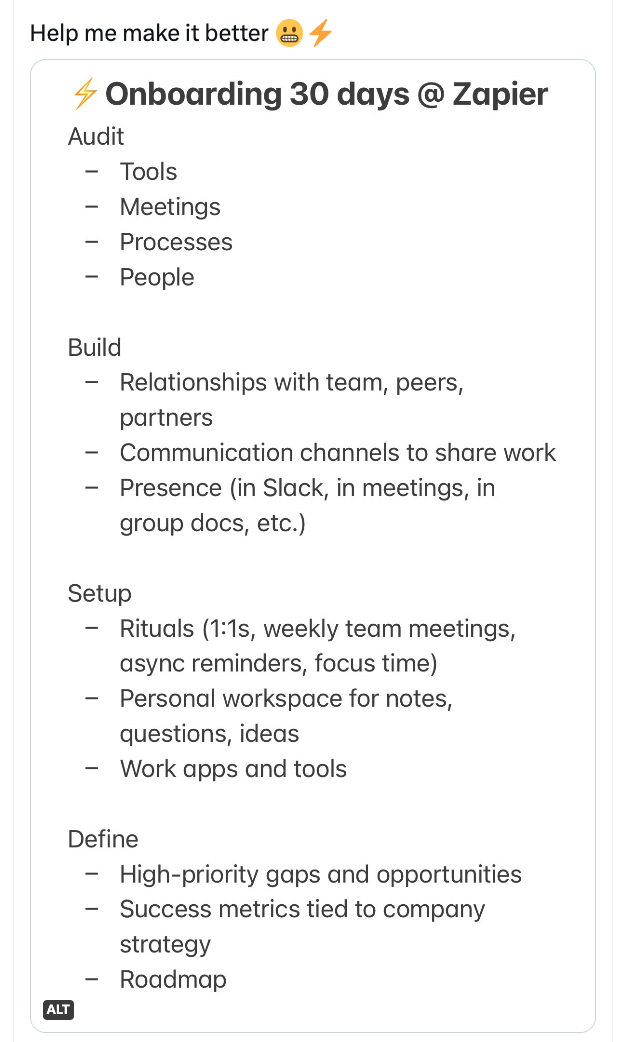 Help me make it better 😬⚡
⚡Onboarding 30 days @ Zapier
Audit
– Tools
– Meetings
– Processes
– People
Build
– Relationships with team, peers,
partners
– Communication channels to share work
– Presence (in Slack, in meetings, in
group docs, etc.)
Setup
– Rituals (1:1s, weekly team meetings,
async reminders, focus time)
– Personal workspace for notes,
questions, ideas
– Work apps and tools
Define
– High-priority gaps and opportunities
– Success metrics tied to company
strategy
– Roadmap
ALT